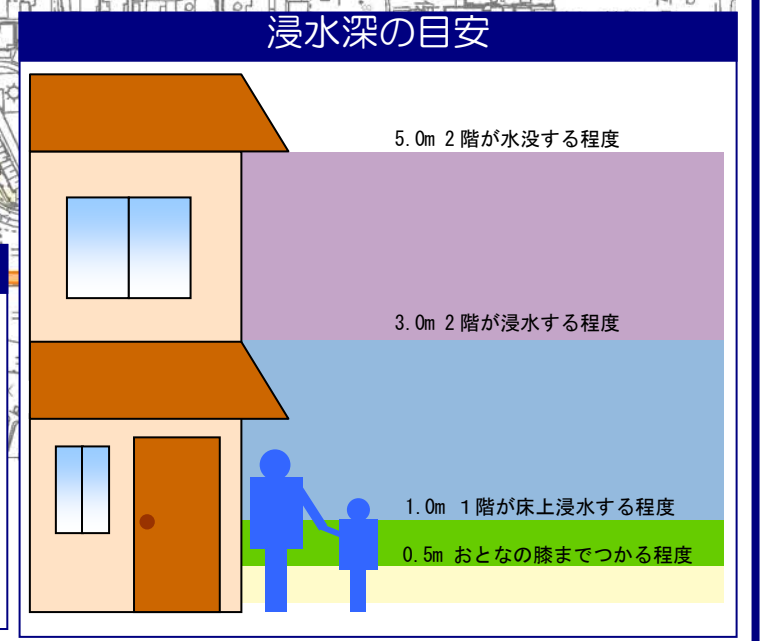 浸水深の目安
5.0m 2階が水没する程度
3.0m 2階が浸水する程度
1.0m １階が床上浸水する程度
0.5m おとなの膝までつかる程度